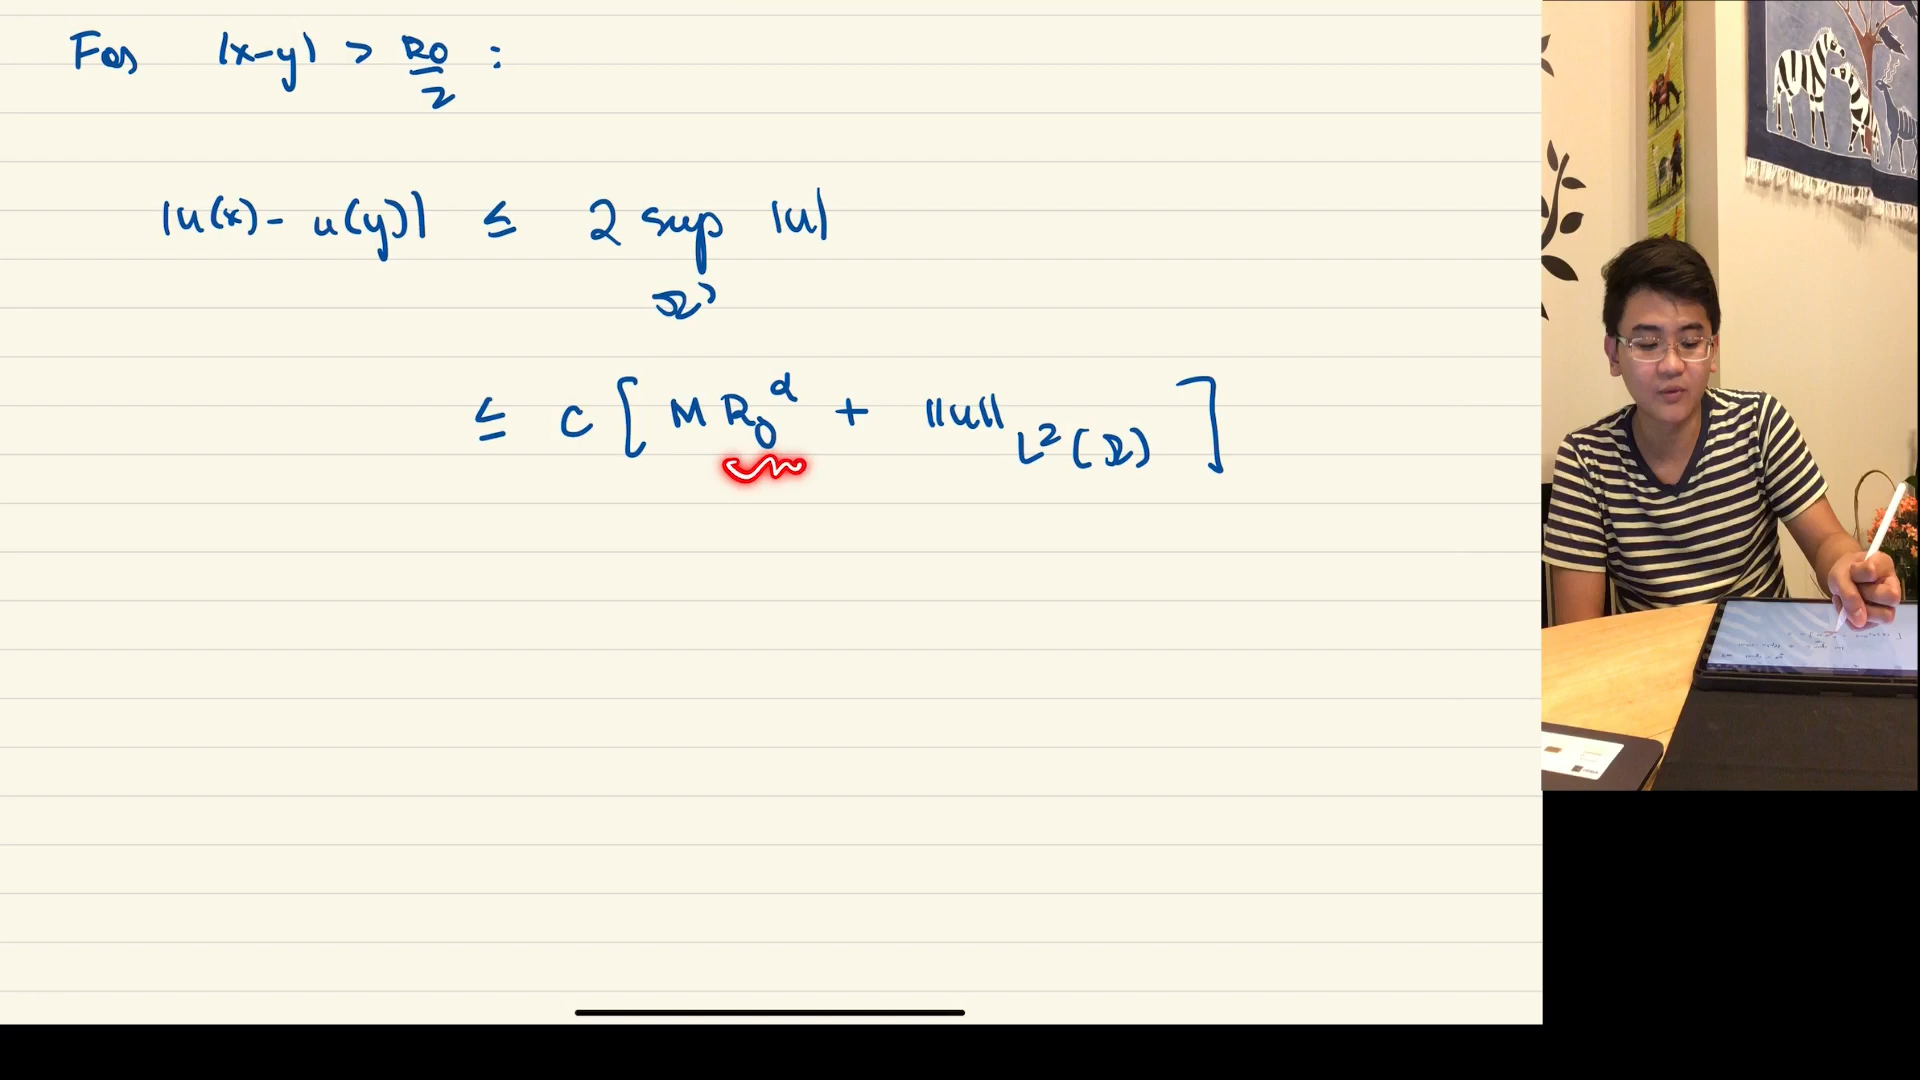 For |x-y| > R0/2 :
|u(x) - u(y)| ≤ 2 sup |u|
Ω'
≤ C [ M R₀^α + ||u||_{L²(Ω)} ]